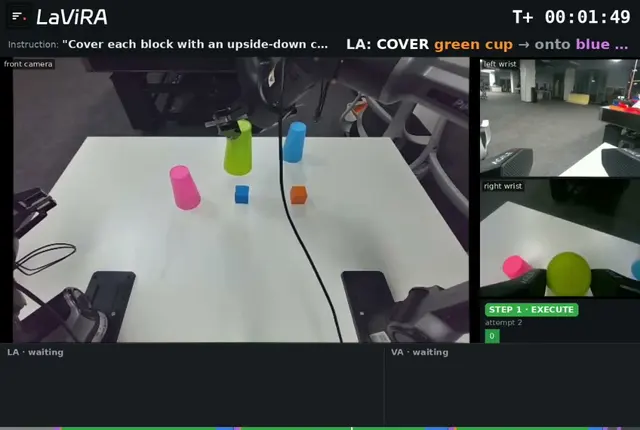 LaViRA
T+ 00:01:49
Instruction: "Cover each block with an upside-down c...
LA: COVER green cup → onto blue ...
front camera
left wrist
right wrist
STEP 1 · EXECUTE
attempt 2
0
LA · waiting
VA · waiting